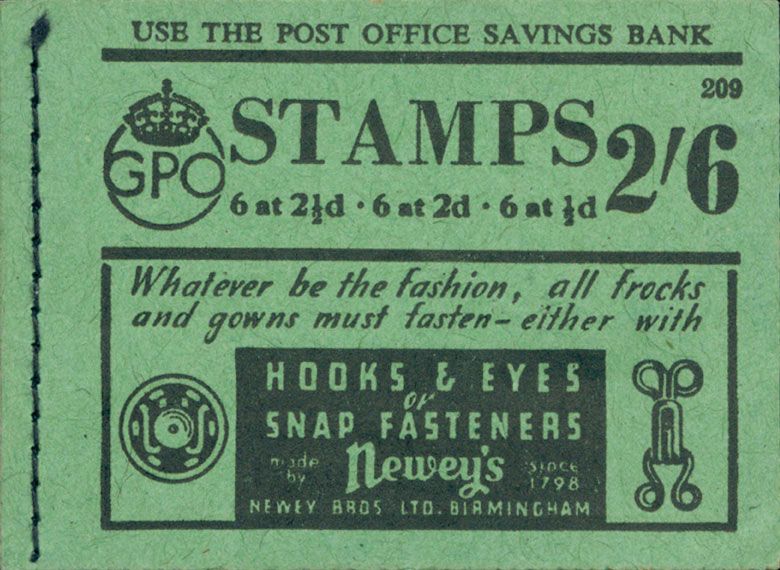 USE THE POST OFFICE SAVINGS BANK
209
GPO
STAMPS 2/6
6 at 2½d · 6 at 2d · 6 at ½d
Whatever be the fashion, all frocks
and gowns must fasten – either with
HOOKS & EYES
or
SNAP FASTENERS
made by Newey's SINCE 1798
NEWEY BROS LTD. BIRMINGHAM